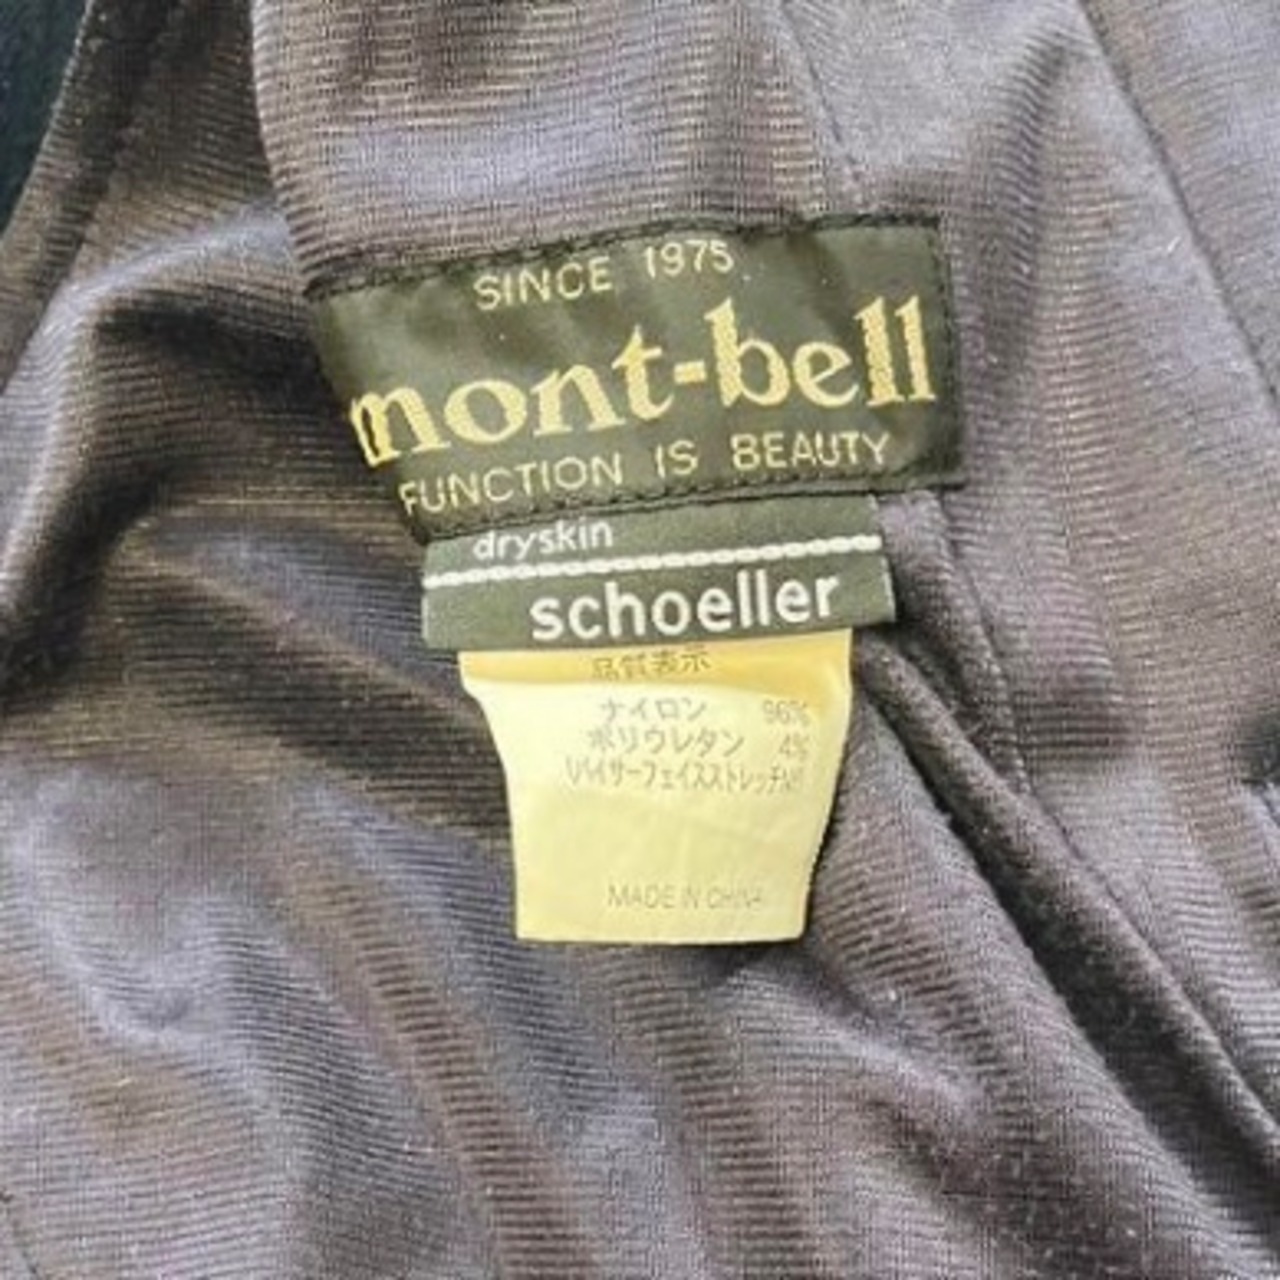 SINCE 1975
mont-bell
FUNCTION IS BEAUTY
dryskin
schoeller
品質表示
ナイロン 96%
ポリウレタン 4%
MADE IN CHINA